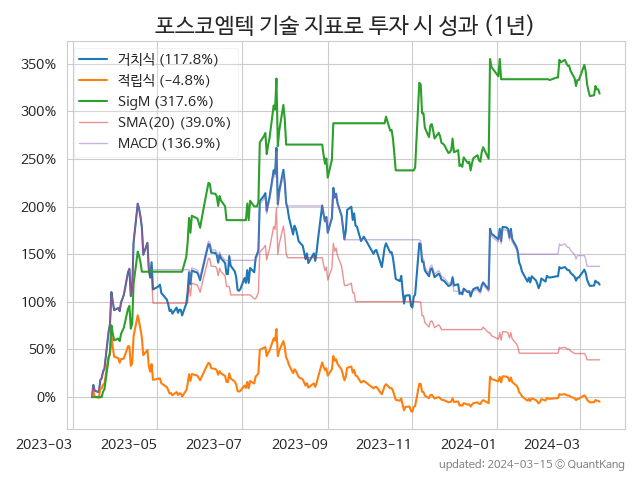 포스코엠텍 기술 지표로 투자 시 성과 (1년)
거치식 (117.8%)
적립식 (−4.8%)
SigM (317.6%)
SMA(20) (39.0%)
MACD (136.9%)
350%
300%
250%
200%
150%
100%
50%
0%
2023-03 2023-05 2023-07 2023-09 2023-11 2024-01 2024-03
updated: 2024-03-15 ⓒ QuantKang